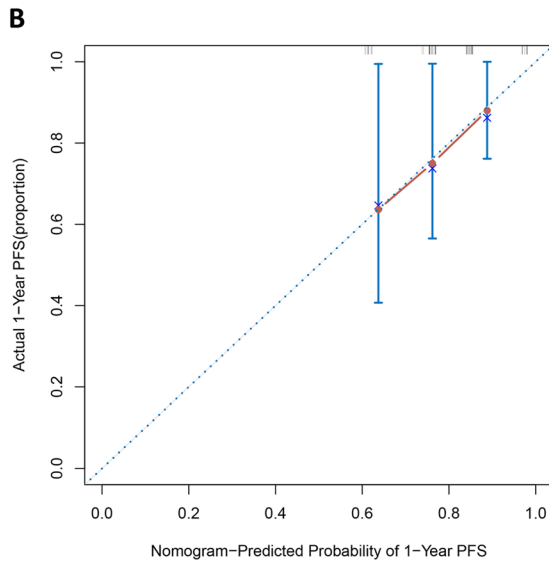 B
Actual 1−Year PFS(proportion)
1.0
0.8
0.6
0.4
0.2
0.0
0.0 0.2 0.4 0.6 0.8 1.0
Nomogram−Predicted Probability of 1−Year PFS